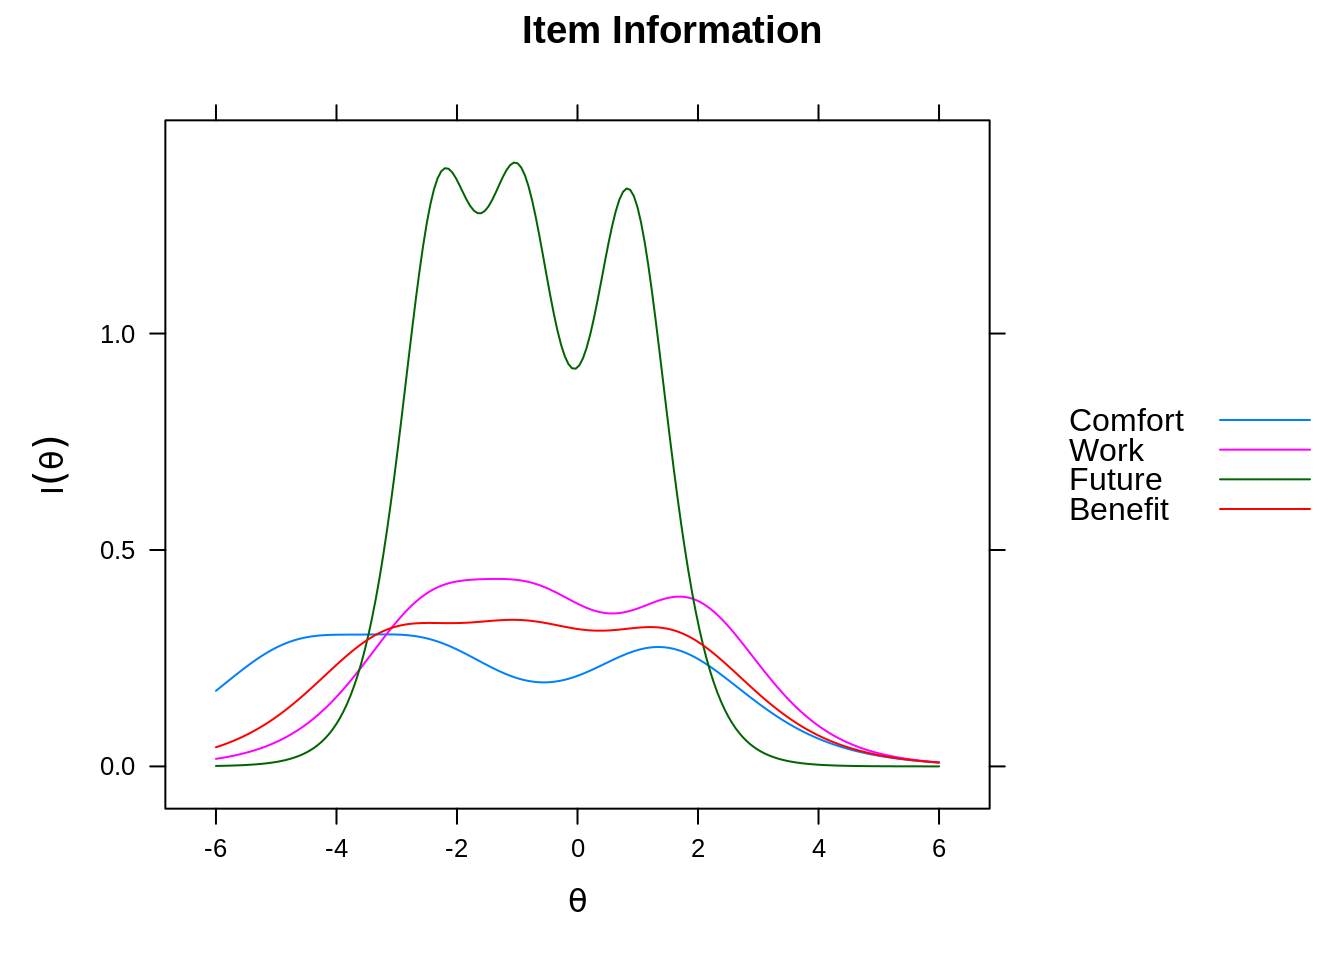 Item Information
1.0
0.5
0.0
I(θ)
-6 -4 -2 0 2 4 6
θ
Comfort
Work
Future
Benefit